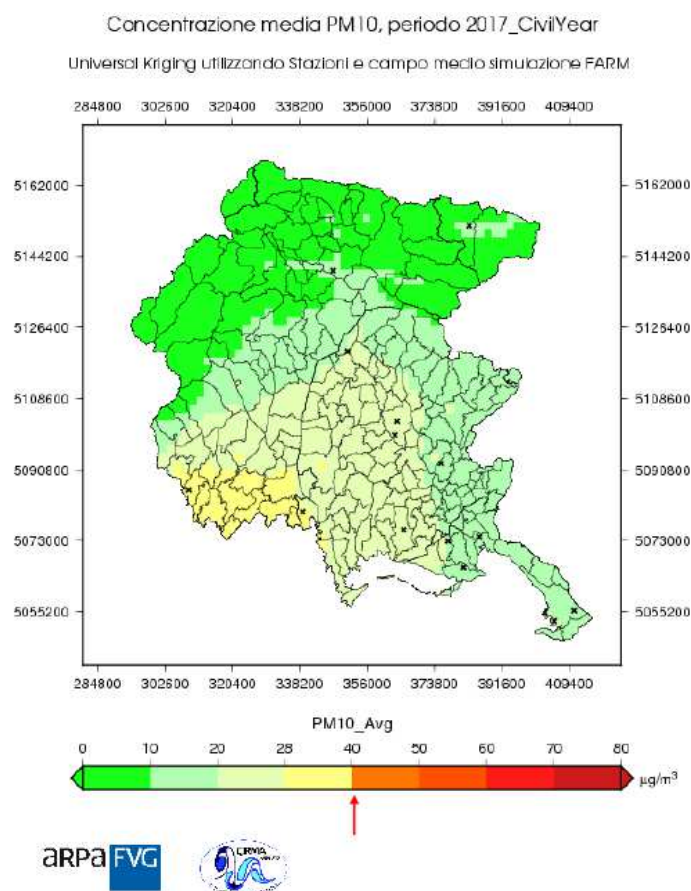 Concentrazione media PM10, periodo 2017_CivilYear
Universal Kriging utilizzando Stazioni e campo medio simulazione FARM
284800 302600 320400 338200 356000 373800 391600 409400
5162000 5162000
5144200 5144200
5126400 5126400
5108600 5108600
5090800 5090800
5073000 5073000
5055200 5055200
284800 302600 320400 338200 356000 373800 391600 409400
PM10_Avg
0 10 20 28 40 50 60 70 80
µg/m³
arpa FVG
CRMA